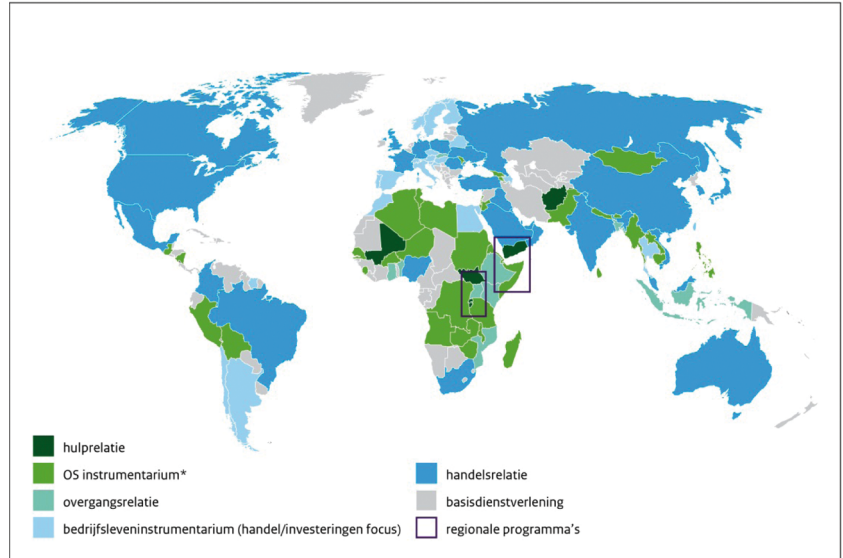 hulprelatie
OS instrumentarium*
overgangsrelatie
bedrijfsleveninstrumentarium (handel/investeringen focus)
handelsrelatie
basisdienstverlening
regionale programma's